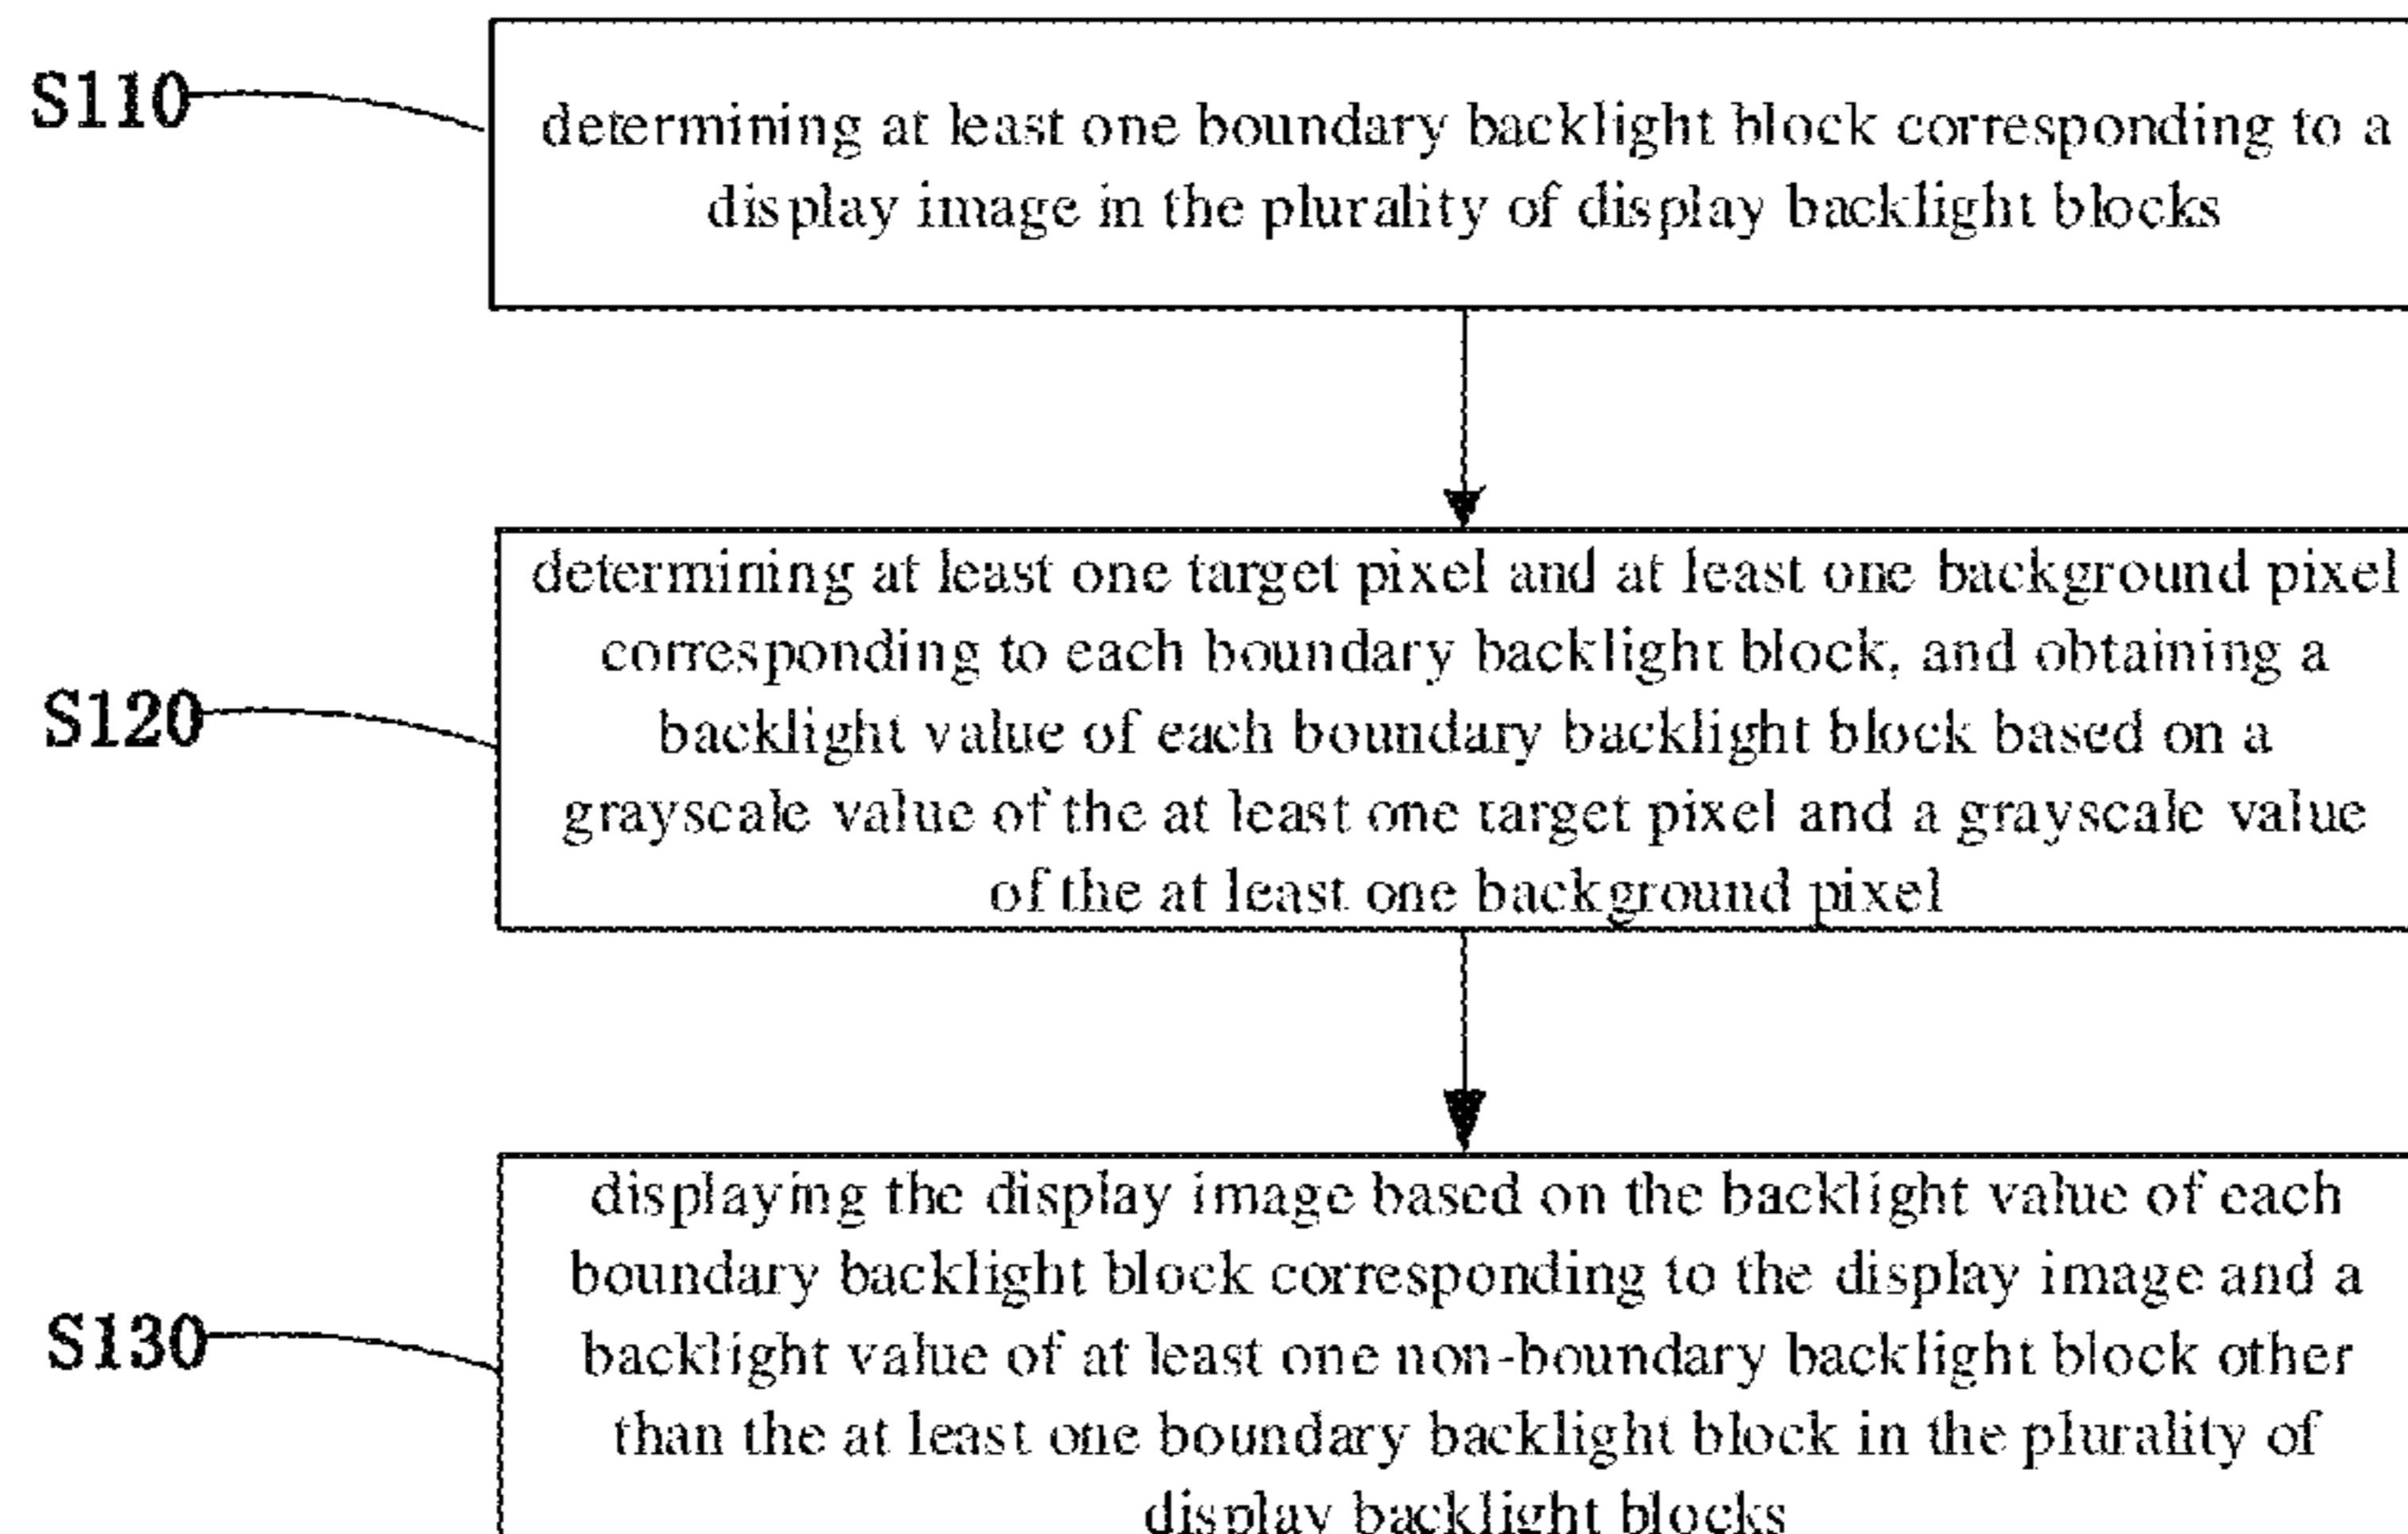 S110
determining at least one boundary backlight block corresponding to a
display image in the plurality of display backlight blocks
determining at least one target pixel and at least one background pixel
corresponding to each boundary backlight block, and obtaining a
S120
backlight value of each boundary backlight block based on a
grayscale value of the at least one target pixel and a grayscale value
of the at least one background pixel
displaying the display image based on the backlight value of each
boundary backlight block corresponding to the display image and a
S130
backlight value of at least one non-boundary backlight block other
than the at least one boundary backlight block in the plurality of
display backlight blocks